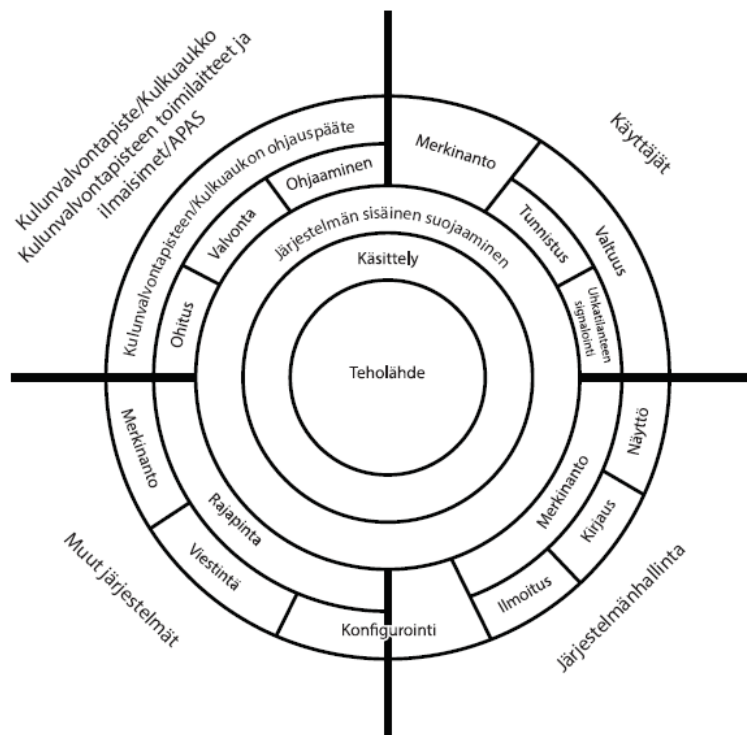 Kulunvalvontapiste/Kulkuaukko
Kulunvalvontapisteen toimilaitteet ja
ilmaisimet/APAS
Käyttäjät
Kulunvalvontapisteen/Kulkuaukon ohjauspääte
Ohjaaminen
Valvonta
Ohitus
Merkinanto
Tunnistus
Valtuus
Uhkatilanteen
signalointi
Järjestelmän sisäinen suojaaminen
Käsittely
Teholähde
Merkinanto
Rajapinta
Viestintä
Konfigurointi
Merkinanto
Näyttö
Kirjaus
Ilmoitus
Muut järjestelmät
Järjestelmänhallinta